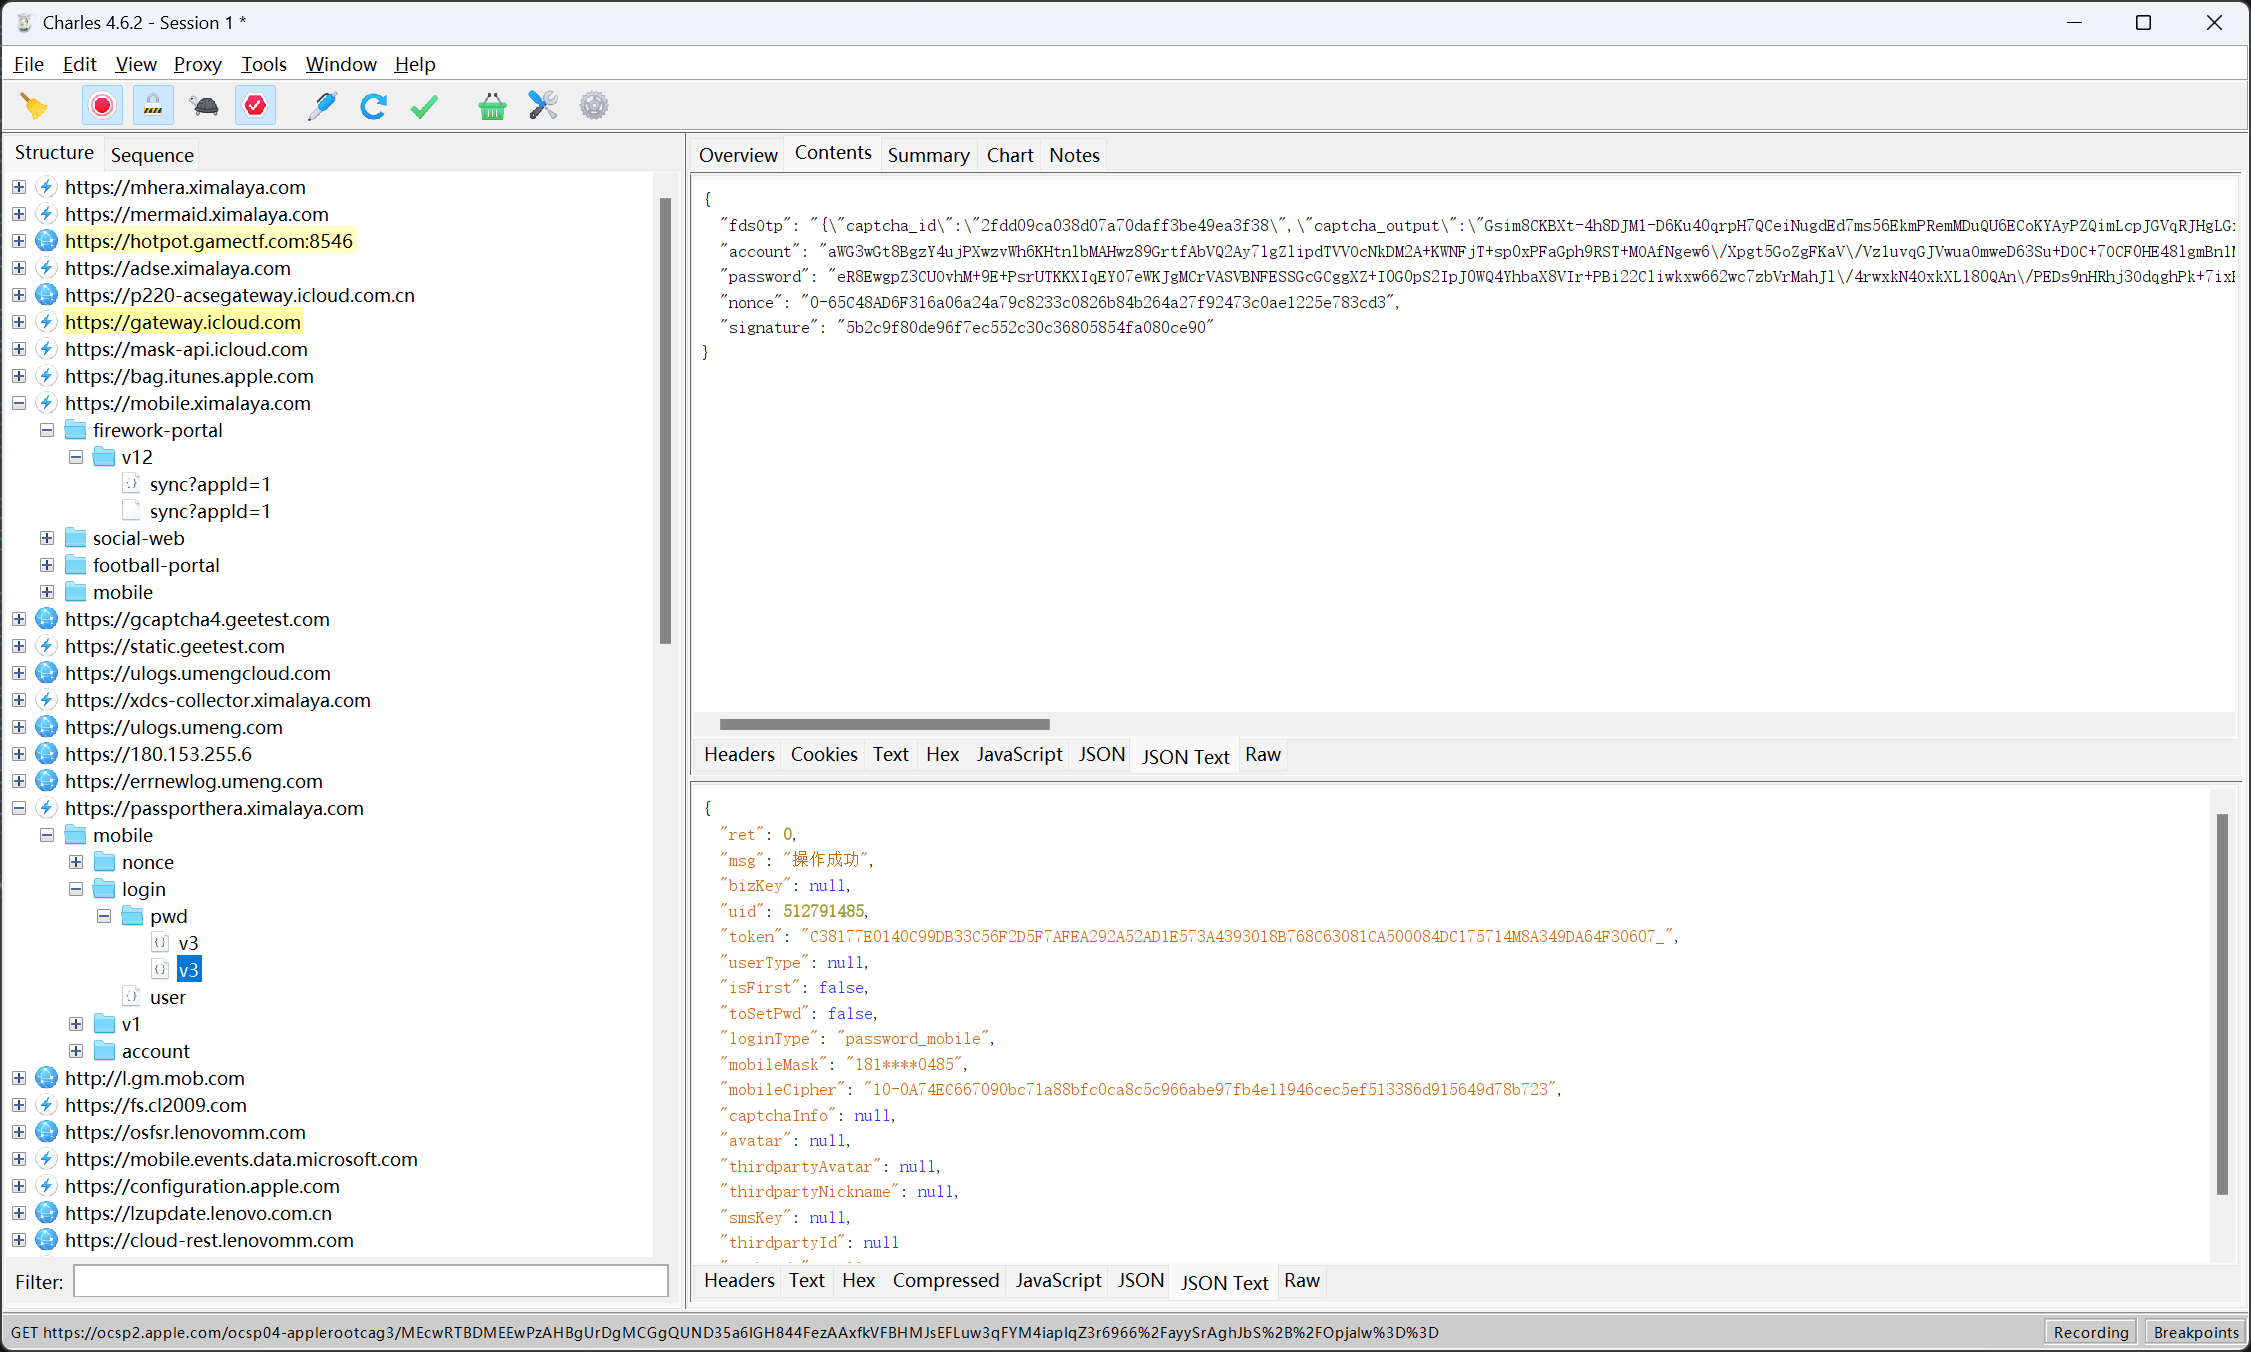 Charles 4.6.2 - Session 1 *
File Edit View Proxy Tools Window Help
Structure Sequence
https://mhera.ximalaya.com
https://mermaid.ximalaya.com
https://hotpot.gamectf.com:8546
https://adse.ximalaya.com
https://p220-acsegateway.icloud.com.cn
https://gateway.icloud.com
https://mask-api.icloud.com
https://bag.itunes.apple.com
https://mobile.ximalaya.com
firework-portal
v12
sync?appId=1
sync?appId=1
social-web
football-portal
mobile
https://gcaptcha4.geetest.com
https://static.geetest.com
https://ulogs.umengcloud.com
https://xdcs-collector.ximalaya.com
https://ulogs.umeng.com
https://180.153.255.6
https://errnewlog.umeng.com
https://passporthera.ximalaya.com
mobile
nonce
login
pwd
v3
v3
user
v1
account
http://l.gm.mob.com
https://fs.cl2009.com
https://osfsr.lenovomm.com
https://mobile.events.data.microsoft.com
https://configuration.apple.com
https://lzupdate.lenovo.com.cn
https://cloud-rest.lenovomm.com
Filter:
Overview Contents Summary Chart Notes
{
"fdsOtp": "{\"captcha_id\":\"2fdd09ca038d07a70daff3be49ea3f38\",\"captcha_output\":\"Gsim8CKBXt-4h8DJM1-D6Ku40qrpH7QCeiNugdEd7ms56EkmPRemMDuQU6ECoKYAyPZQimLcpJGVqRJHgLG
"account": "aWG3wGt8BgzY4ujPXwzvWh6KHtnlbMAHwz89GrtfAbVQ2Ay71gZlipdTVV0cNkDM2A+KWNFjT+sp0xPFaGph9RST+M0AfNgew6\/Xpgt5GoZgFKaV\/VzluvqGJVwua0mweD63Su+D0C+70CF0HE48lgmBnlM
"password": "eR8EwgpZ3CU0vhM+9E+PsrUTKKXIqEY07eWKJgMCrVASVBNFESSGcGCggXZ+I0G0pS2IpJ0WQ4YhbaX8VIr+PBi22Cliwkxw662wc7zbVrMahJl\/4rwxkN40xkXL180QAn\/PEDs9nHRhj3OdqghPk+7ix
"nonce": "0-65C48AD6F316a06a24a79c8233c0826b84b264a27f92473c0ae1225e783cd3",
"signature": "5b2c9f80de96f7ec552c30c36805854fa080ce90"
}
Headers Cookies Text Hex JavaScript JSON JSON Text Raw
{
"ret": 0,
"msg": "操作成功",
"bizKey": null,
"uid": 512791485,
"token": "C38177E0140C99DB33C56F2D5F7AFEA292A52AD1E573A4393018B768C63081CA500084DC175714M8A349DA64F30607_",
"userType": null,
"isFirst": false,
"toSetPwd": false,
"loginType": "password_mobile",
"mobileMask": "181****0485",
"mobileCipher": "10-0A74EC667090bc71a88bfc0ca8c5c966abe97fb4e11946cec5ef513386d915649d78b723",
"captchaInfo": null,
"avatar": null,
"thirdpartyAvatar": null,
"thirdpartyNickname": null,
"smsKey": null,
"thirdpartyId": null
Headers Text Hex Compressed JavaScript JSON JSON Text Raw
GET https://ocsp2.apple.com/ocsp04-applerootcag3/MEcwRTBDMEEwPzAHBgUrDgMCGgQUND35a6IGH844FezAAxfkVFBHMJsEFLuw3qFYM4iapIqZ3r6966%2FayySrAghJbS%2B%2FOpjalw%3D%3D
Recording Breakpoints